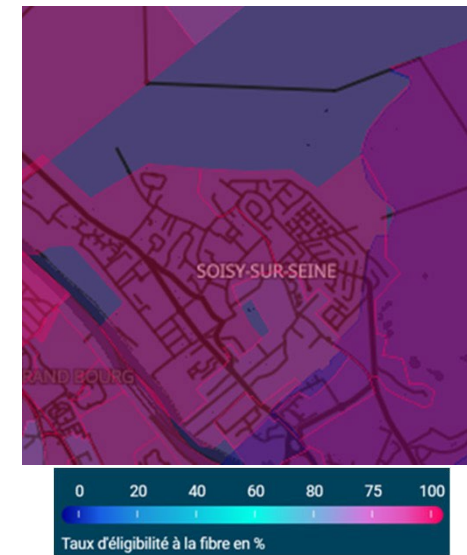 SOISY-SUR-SEINE
RAND BOURG
0 20 40 60 80 75 100
Taux d'éligibilité à la fibre en %